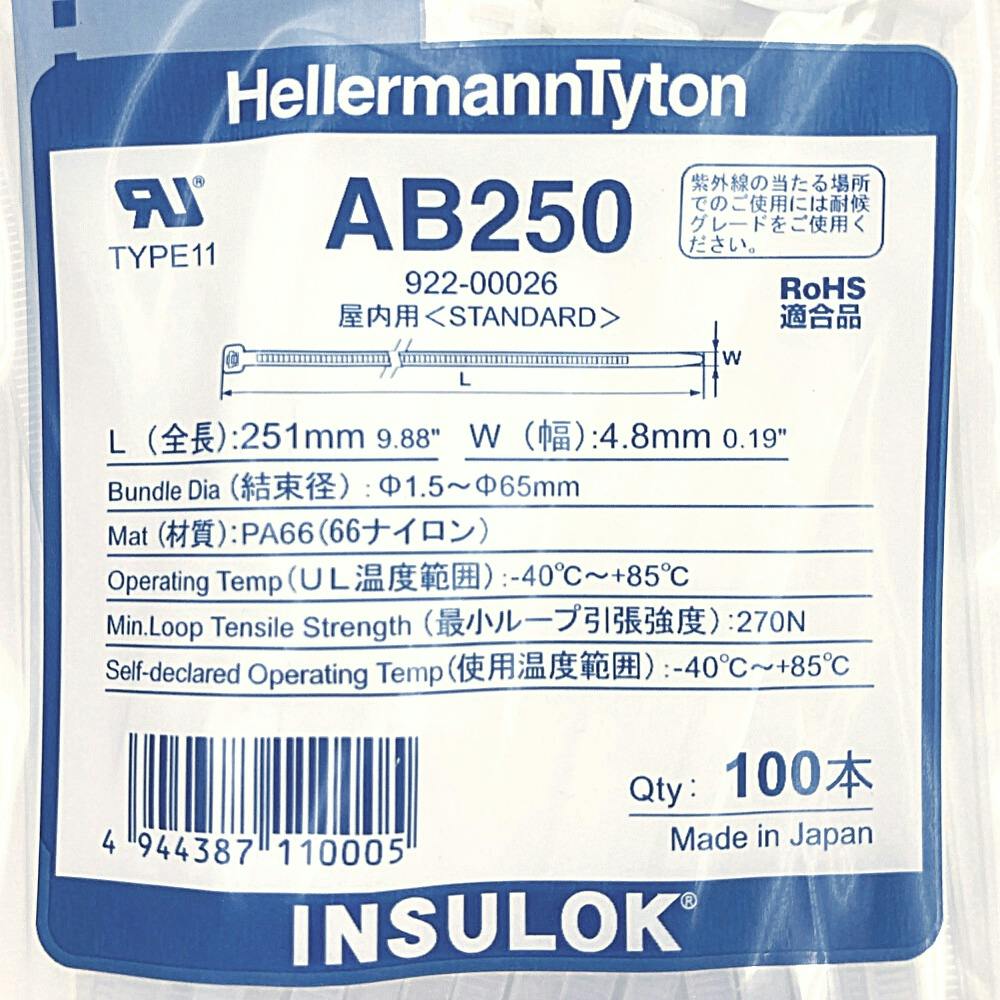 HellermannTyton
RU®
TYPE11
AB250
922-00026
屋内用<STANDARD>
紫外線の当たる場所
でのご使用には耐候
グレードをご使用く
ださい。
RoHS
適合品
W
L
L (全長):251mm 9.88" W (幅):4.8mm 0.19"
Bundle Dia (結束径) : Φ1.5～Φ65mm
Mat (材質):PA66(66ナイロン)
Operating Temp(UL温度範囲):-40℃～+85℃
Min.Loop Tensile Strength (最小ループ引張強度):270N
Self-declared Operating Temp(使用温度範囲):-40℃～+85℃
4 944387 110005
Qty: 100本
Made in Japan
INSULOK®